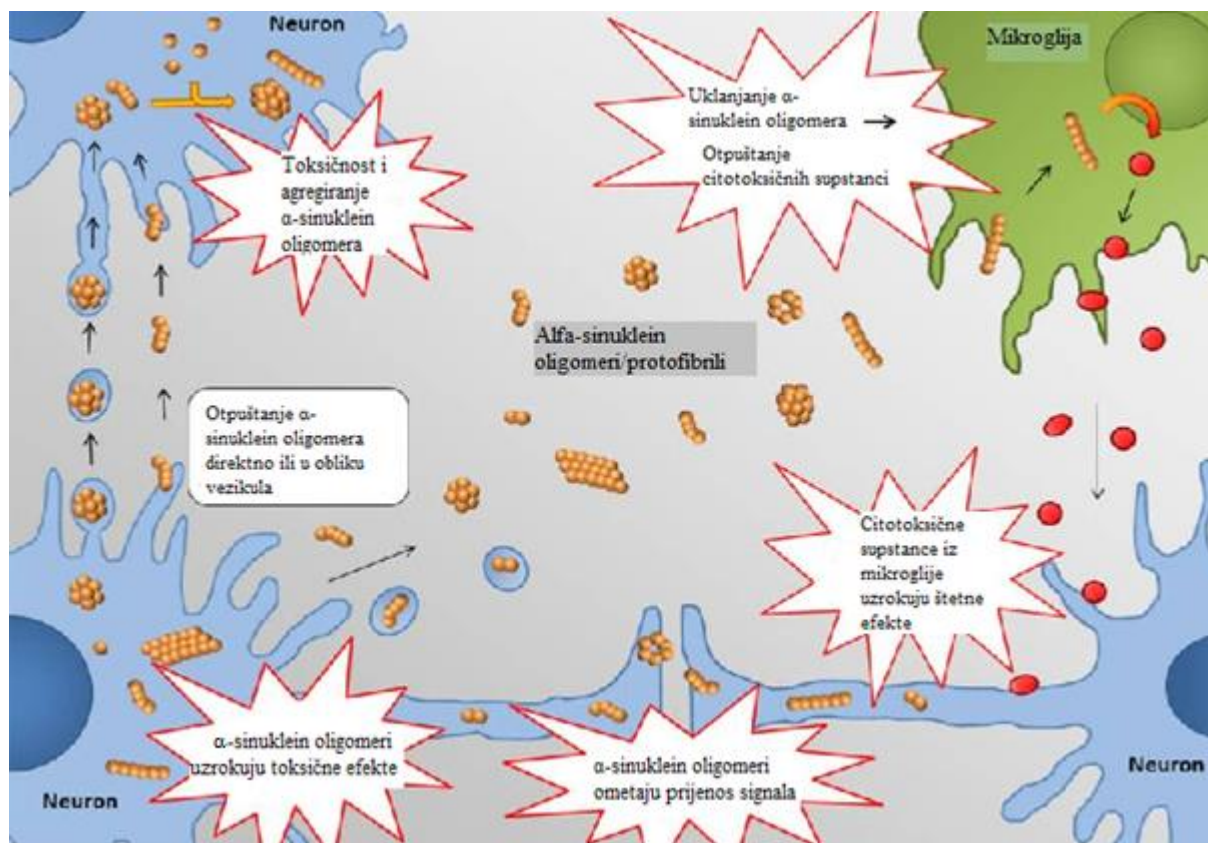 Neuron
Mikroglija
Uklanjanje α-
sinuklein oligomera
Otpuštanje
citotoksičnih supstanci
Toksičnost i
agregiranje
α-sinuklein
oligomera
Alfa-sinuklein
oligomeri/protofibrili
Otpuštanje α-
sinuklein oligomera
direktno ili u obliku
vezikula
Citotoksične
supstance iz
mikroglije
uzrokuju štetne
efekte
α-sinuklein oligomeri
uzrokuju toksične efekte
α-sinuklein oligomeri
ometaju prijenos signala
Neuron
Neuron